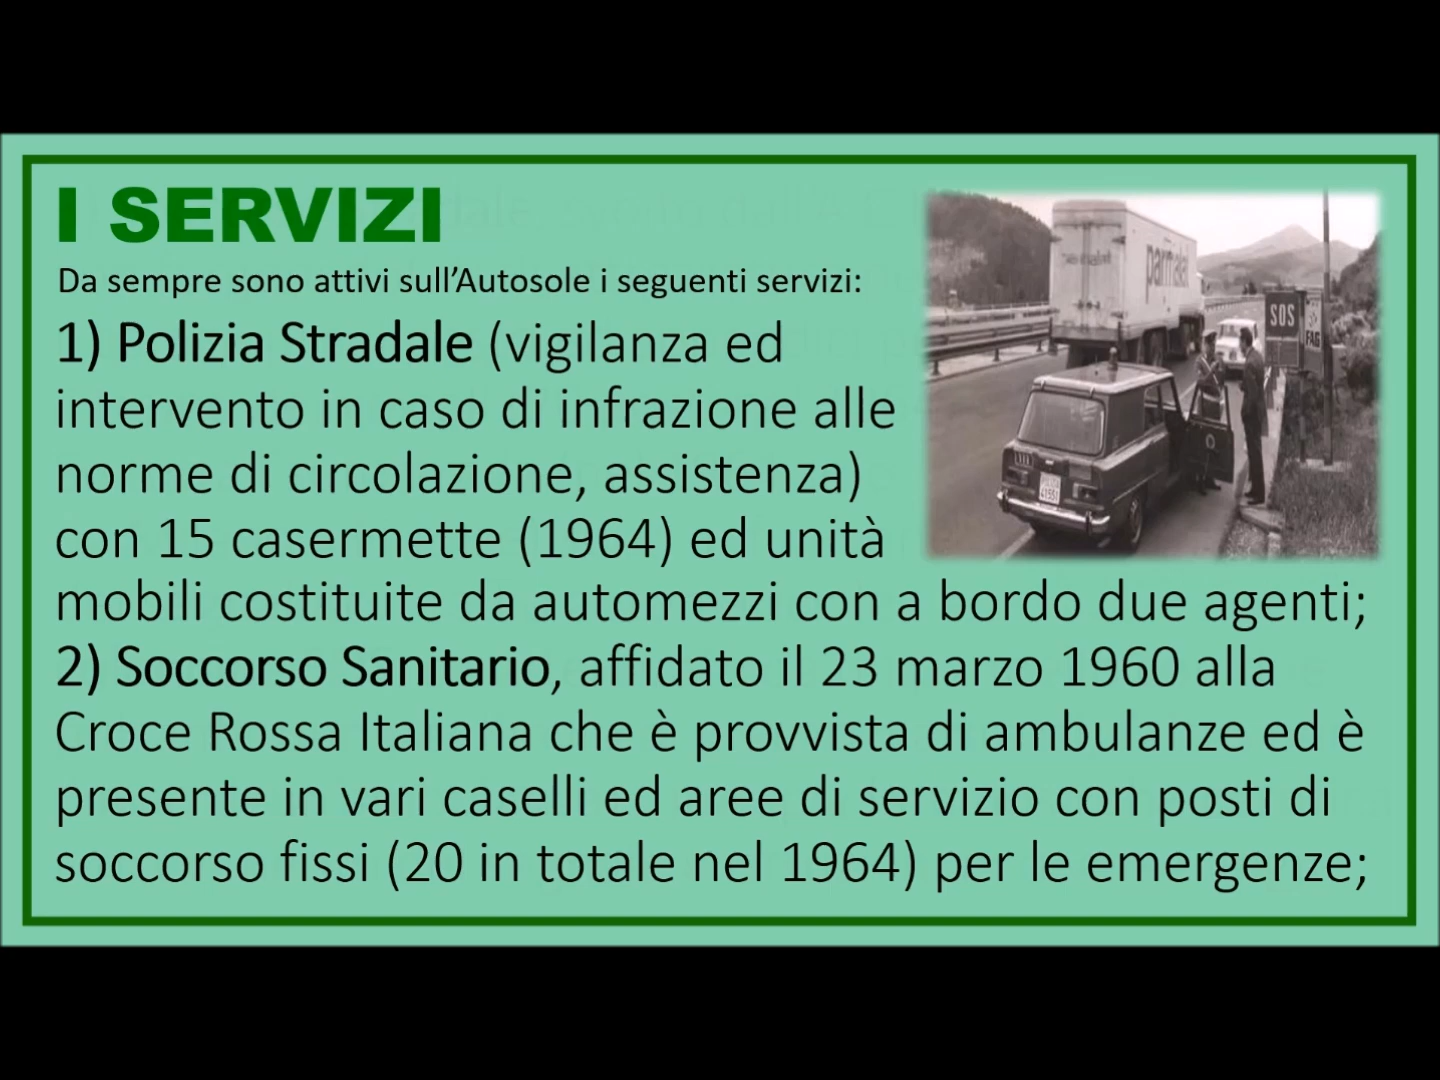 I SERVIZI
Da sempre sono attivi sull’Autosole i seguenti servizi:
1) Polizia Stradale (vigilanza ed
intervento in caso di infrazione alle
norme di circolazione, assistenza)
con 15 casermette (1964) ed unità
mobili costituite da automezzi con a bordo due agenti;
2) Soccorso Sanitario, affidato il 23 marzo 1960 alla
Croce Rossa Italiana che è provvista di ambulanze ed è
presente in vari caselli ed aree di servizio con posti di
soccorso fissi (20 in totale nel 1964) per le emergenze;
parmalat
SOS
FAG